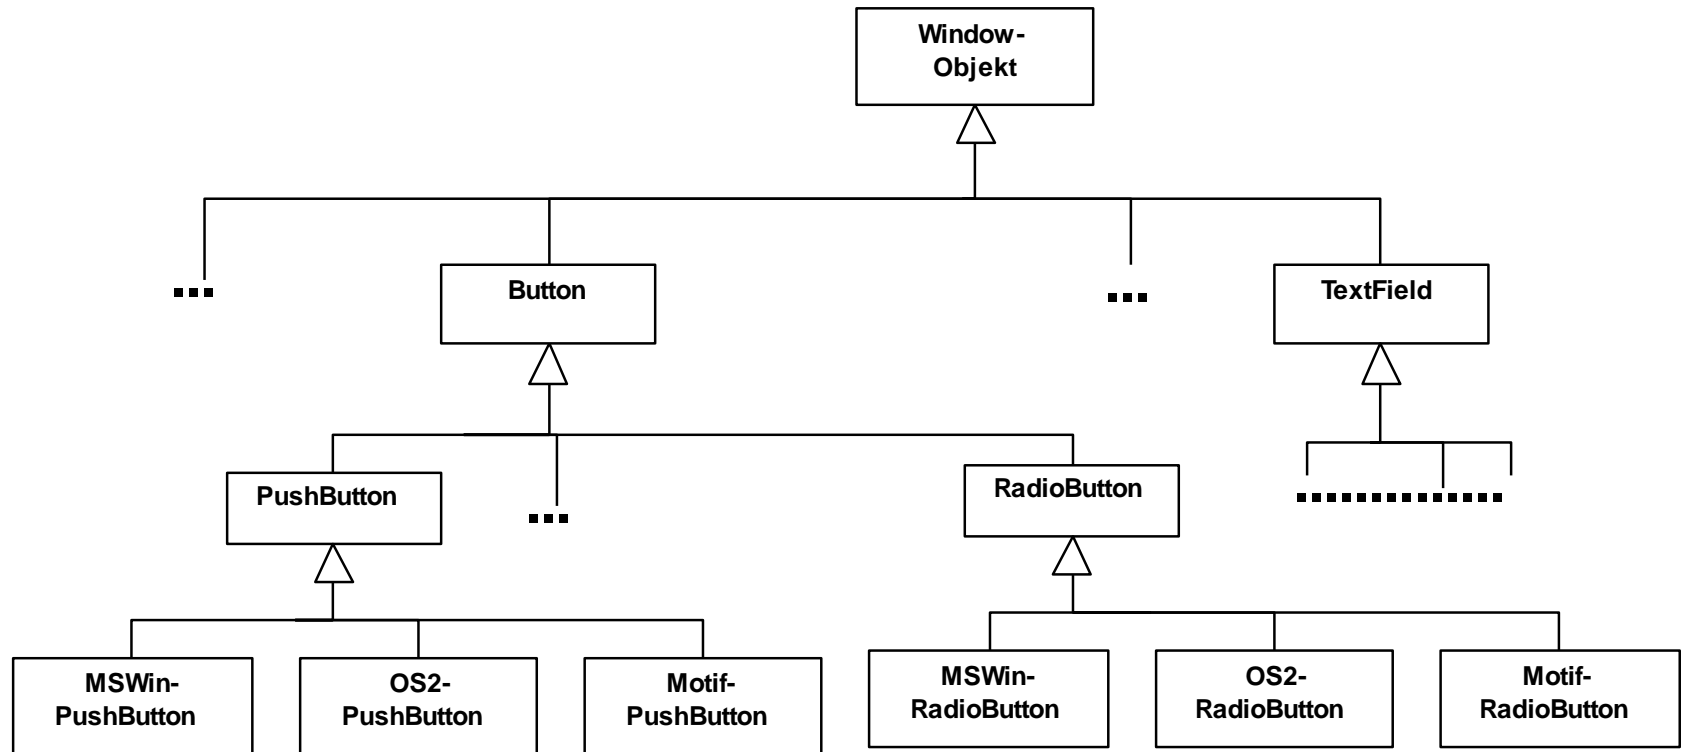 Window-
Objekt
...
Button
...
TextField
PushButton
...
RadioButton
..............
MSWin-
PushButton
OS2-
PushButton
Motif-
PushButton
MSWin-
RadioButton
OS2-
RadioButton
Motif-
RadioButton